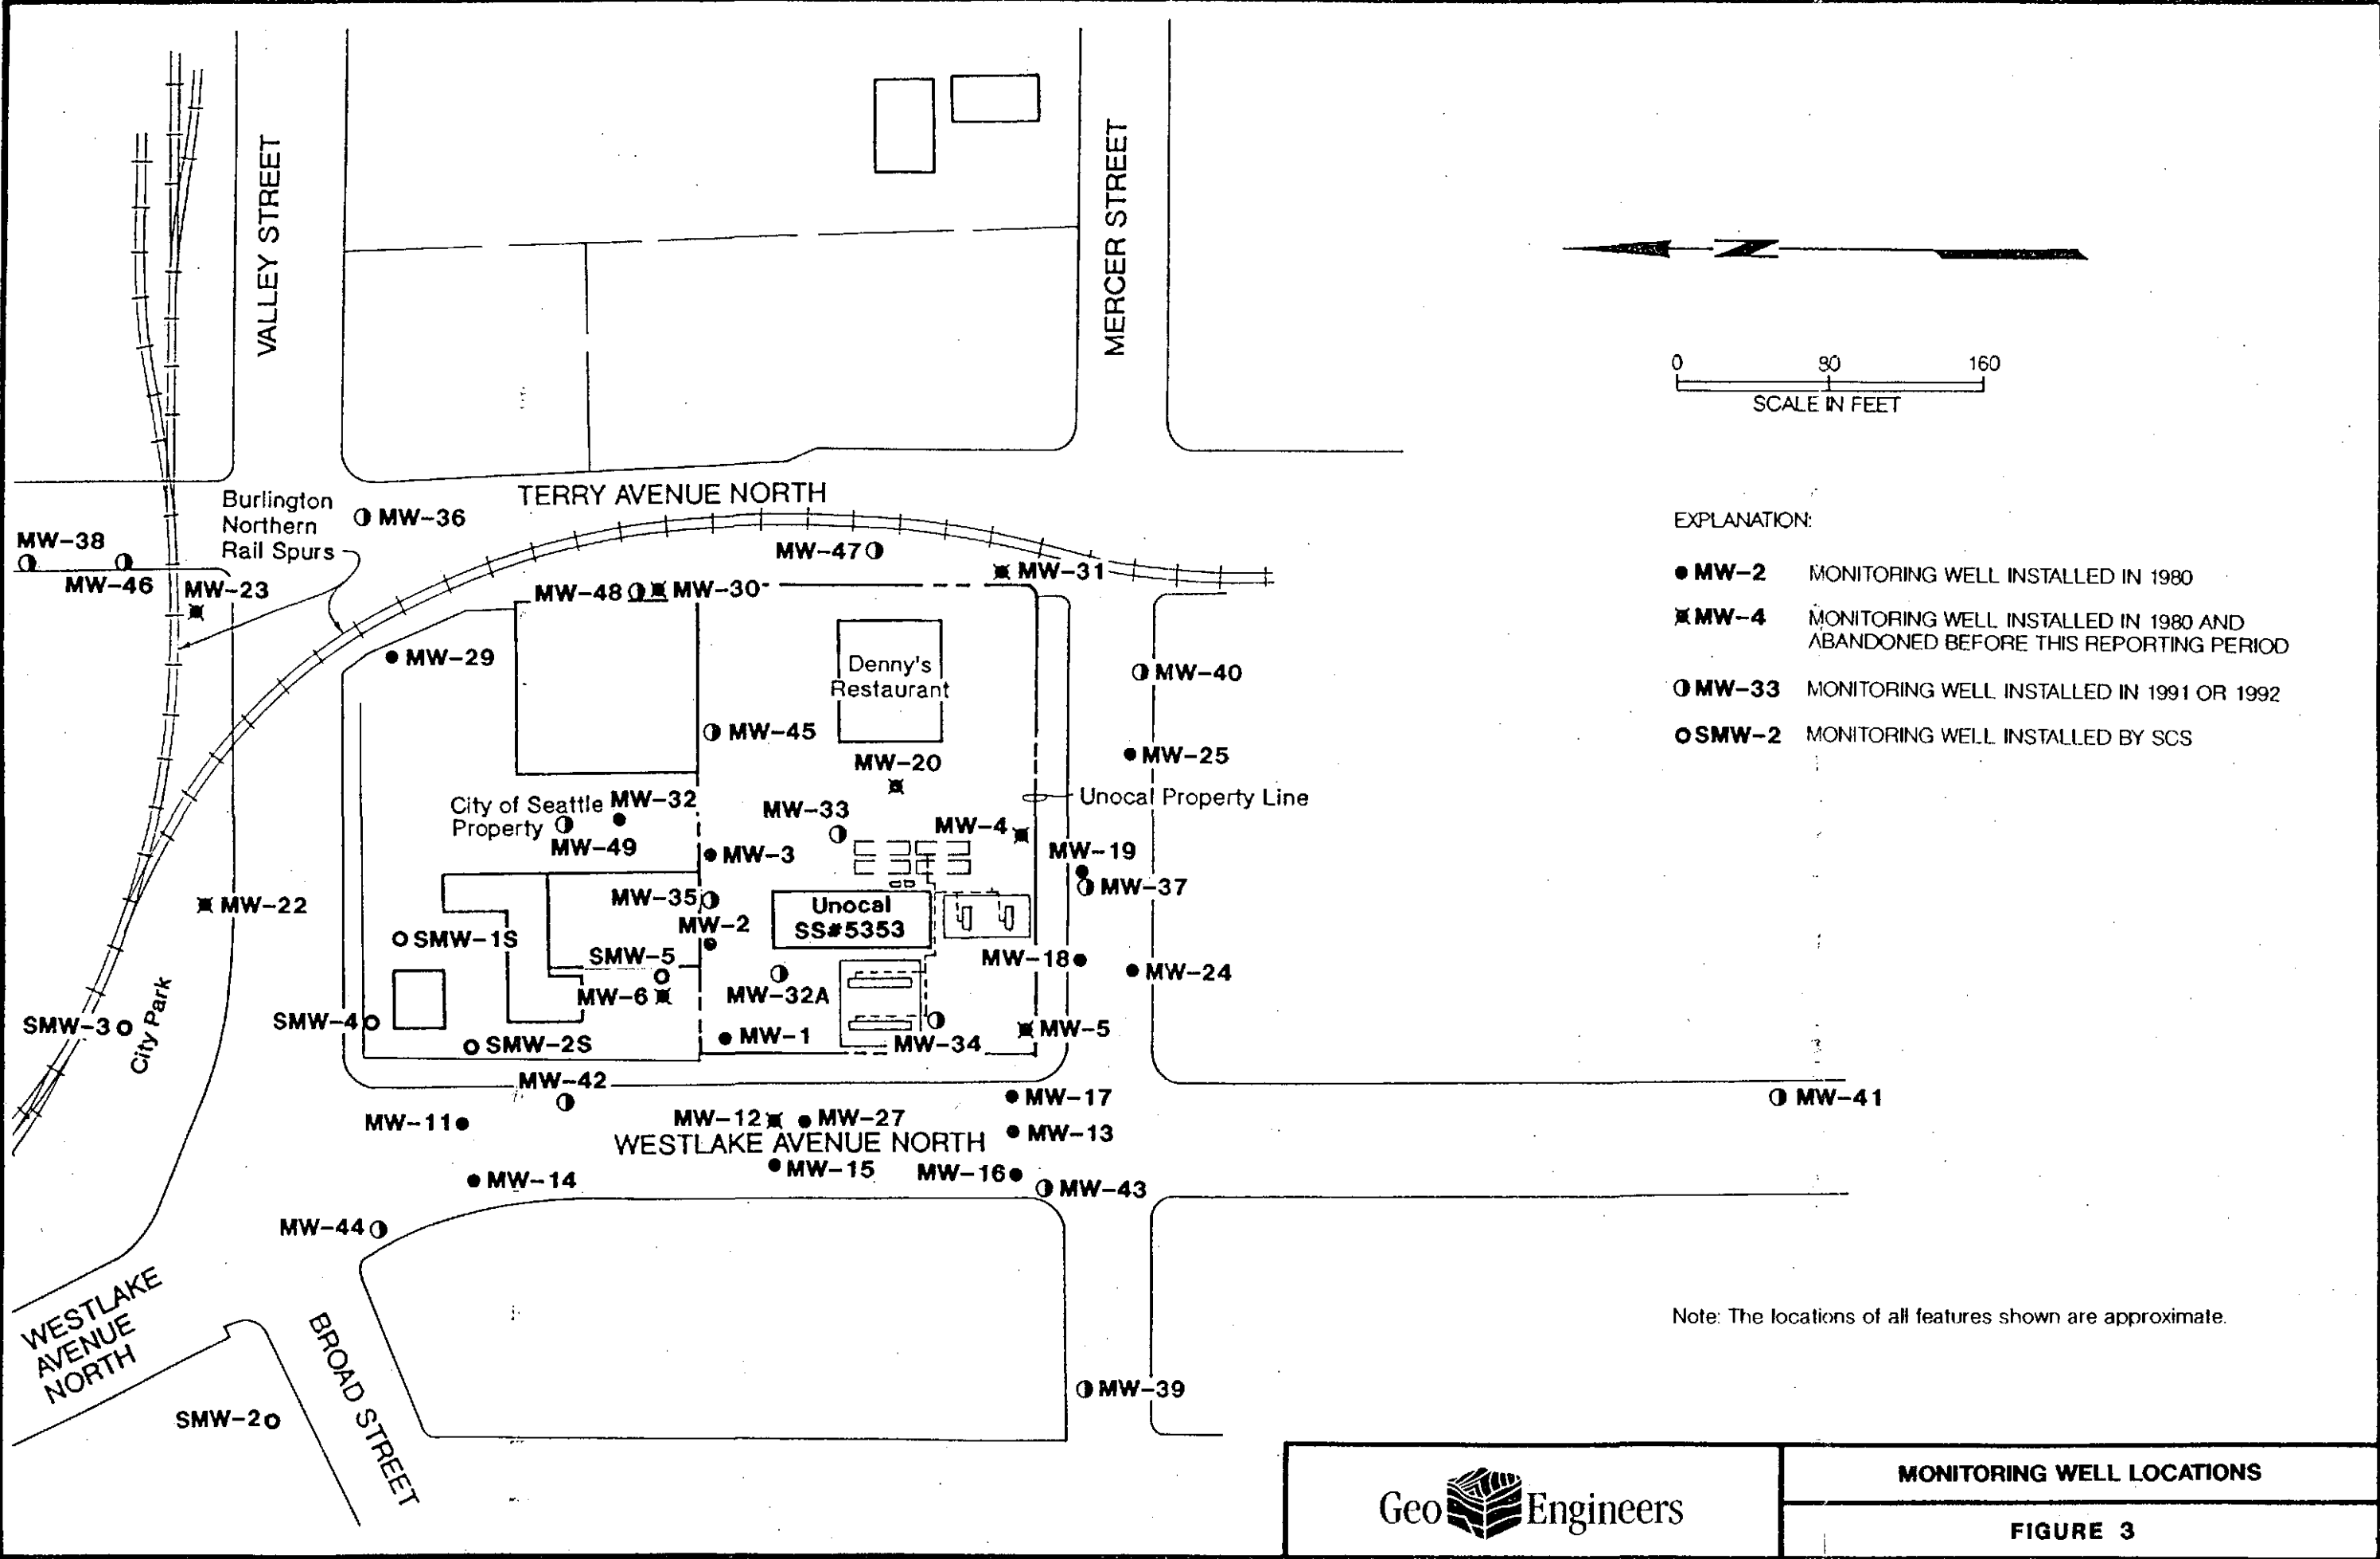 VALLEY STREET
MERCER STREET
Z
0 80 160
SCALE IN FEET
TERRY AVENUE NORTH
Burlington
Northern
Rail Spurs
MW-36
MW-38
MW-46
MW-23
MW-47
MW-31
MW-48
MW-30
MW-29
Denny's
Restaurant
MW-40
MW-45
MW-25
MW-20
Unocal Property Line
City of Seattle
Property
MW-32
MW-49
MW-33
MW-4
MW-3
MW-19
MW-37
MW-35
MW-2
Unocal
SS#5353
MW-22
SMW-1S
SMW-5
MW-6
MW-32A
MW-18
MW-24
City Park
SMW-3
SMW-4
SMW-2S
MW-1
MW-34
MW-5
MW-42
MW-17
MW-41
MW-11
MW-12
MW-27
WESTLAKE AVENUE NORTH
MW-13
MW-15
MW-16
MW-14
MW-43
MW-44
WESTLAKE
AVENUE
NORTH
BROAD STREET
SMW-2
MW-39
EXPLANATION:
MW-2 MONITORING WELL INSTALLED IN 1980
MW-4 MONITORING WELL INSTALLED IN 1980 AND
ABANDONED BEFORE THIS REPORTING PERIOD
MW-33 MONITORING WELL INSTALLED IN 1991 OR 1992
SMW-2 MONITORING WELL INSTALLED BY SCS
Note: The locations of all features shown are approximate.
Geo Engineers
MONITORING WELL LOCATIONS
FIGURE 3